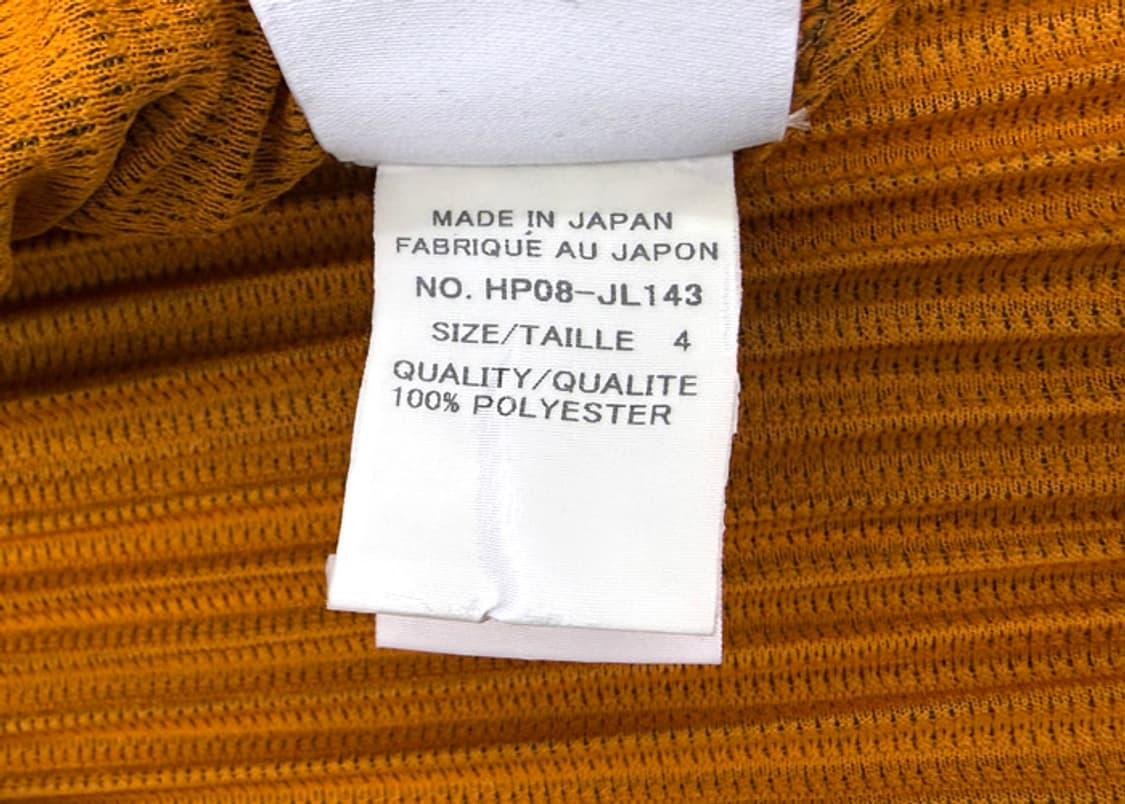 MADE IN JAPAN
FABRIQUÉ AU JAPON
NO. HP08-JL143
SIZE/TAILLE 4
QUALITY/QUALITE
100% POLYESTER